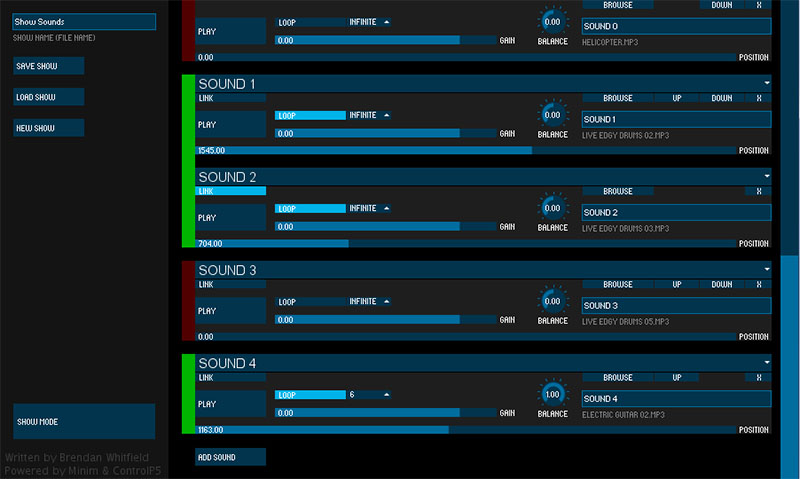 Show Sounds
SHOW NAME (FILE NAME)
SAVE SHOW
LOAD SHOW
NEW SHOW
SHOW MODE
Written by Brendan Whitfield
Powered by Minim & ControlP5
BROWSE DOWN X
PLAY LOOP INFINITE 0.00 SOUND 0
0.00 GAIN BALANCE HELICOPTER.MP3
0.00 POSITION
SOUND 1
LINK BROWSE UP DOWN X
PLAY LOOP INFINITE 0.00 SOUND 1
0.00 GAIN BALANCE LIVE EDGY DRUMS 02.MP3
1545.00 POSITION
SOUND 2
LINK BROWSE X
PLAY LOOP INFINITE 0.00 SOUND 2
0.00 GAIN BALANCE LIVE EDGY DRUMS 03.MP3
704.00 POSITION
SOUND 3
LINK BROWSE UP DOWN X
PLAY LOOP INFINITE 0.00 SOUND 3
0.00 GAIN BALANCE LIVE EDGY DRUMS 05.MP3
0.00 POSITION
SOUND 4
LINK BROWSE UP X
PLAY LOOP 6 1.00 SOUND 4
0.00 GAIN BALANCE ELECTRIC GUITAR 02.MP3
1163.00 POSITION
ADD SOUND